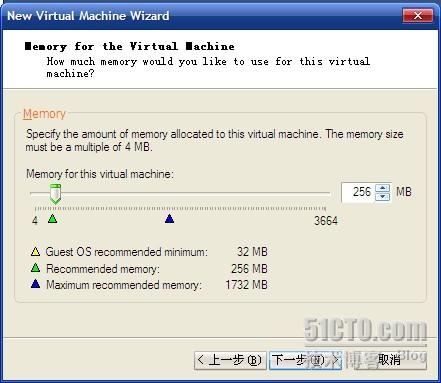 New Virtual Machine Wizard
Memory for the Virtual Machine
How much memory would you like to use for this virtual
machine?
Memory
Specify the amount of memory allocated to this virtual machine. The memory size
must be a multiple of 4 MB.
Memory for this virtual machine:
256 MB
4 3664
Guest OS recommended minimum: 32 MB
Recommended memory: 256 MB
Maximum recommended memory: 1732 MB
51CTO.com
技术博客 Blog
< 上一步(B) 下一步(N) > 取消